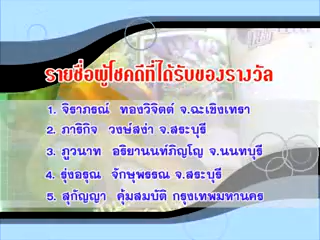 รายชื่อผู้โชคดีที่ได้รับของรางวัล
1. จิราภรณ์ ทองวิจิตต์ จ.ฉะเชิงเทรา
2. ภาริกิจ วงษ์สง่า จ.สระบุรี
3. ภูวนาท อริยานนท์ภิญโญ จ.นนทบุรี
4. รุ่งอรุณ จักษุพรรณ จ.สระบุรี
5. สุกัญญา คุ้มสมบัติ กรุงเทพมหานคร